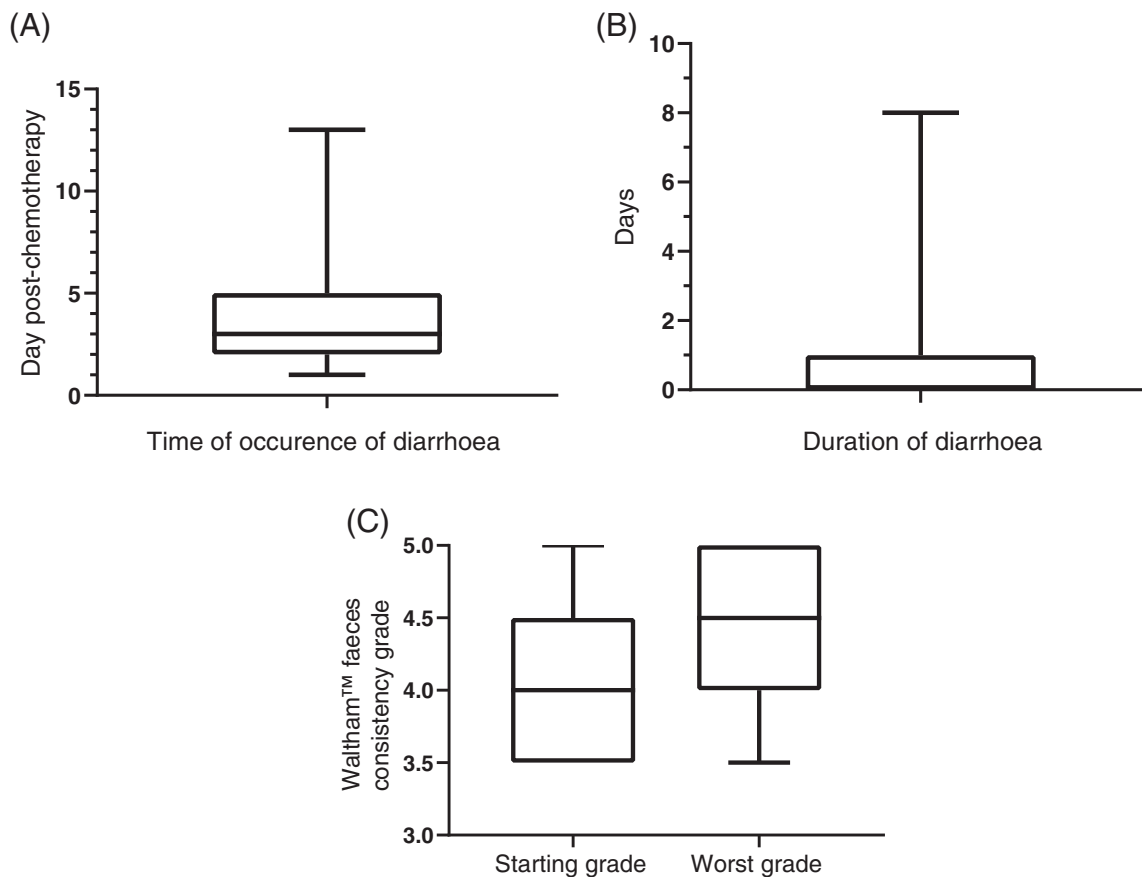 (A)
15
10
5
0
Day post-chemotherapy
Time of occurence of diarrhoea
(B)
10
8
6
4
2
0
Days
Duration of diarrhoea
(C)
5.0
4.5
4.0
3.5
3.0
Waltham™ faeces
consistency grade
Starting grade
Worst grade